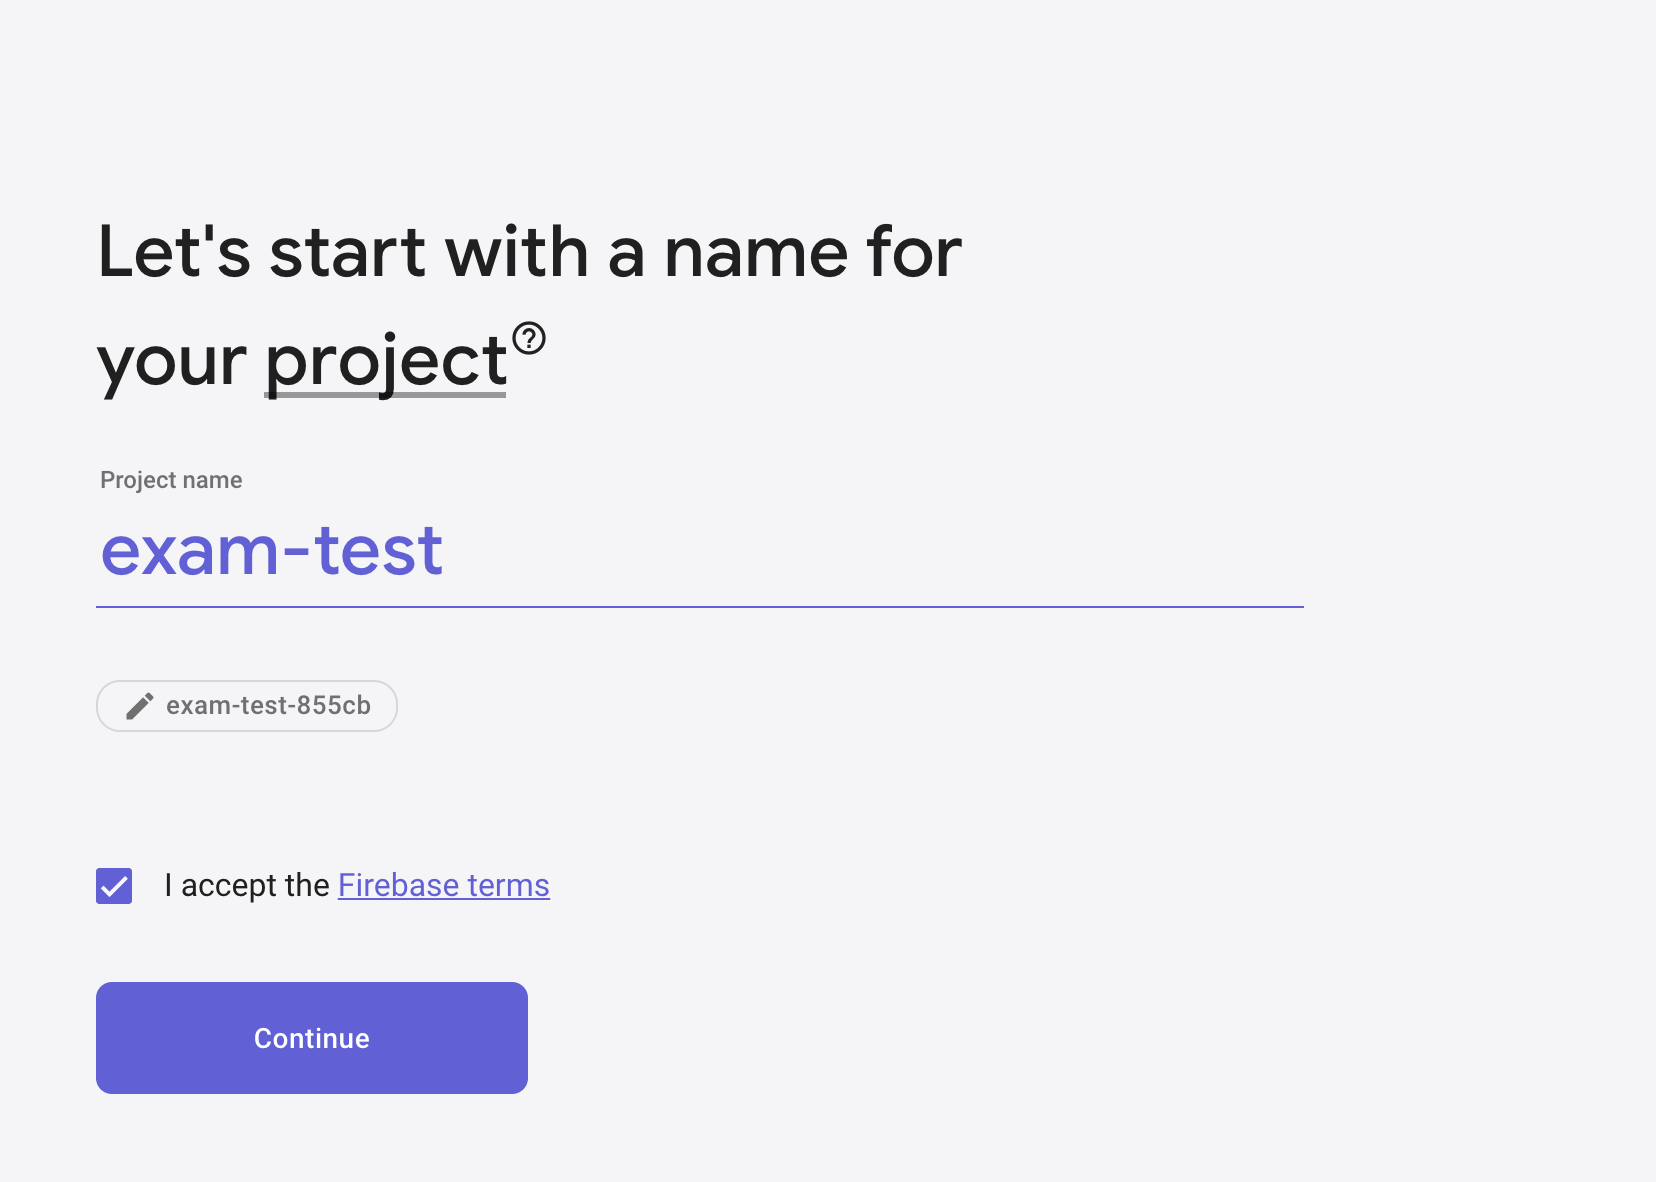 Let's start with a name for
your project
Project name
exam-test
exam-test-855cb
I accept the Firebase terms
Continue